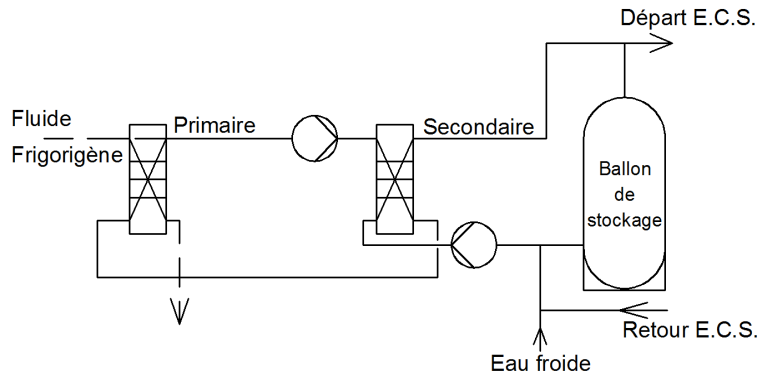 Départ E.C.S.
Fluide
Frigorigène
Primaire
Secondaire
Ballon
de
stockage
Retour E.C.S.
Eau froide